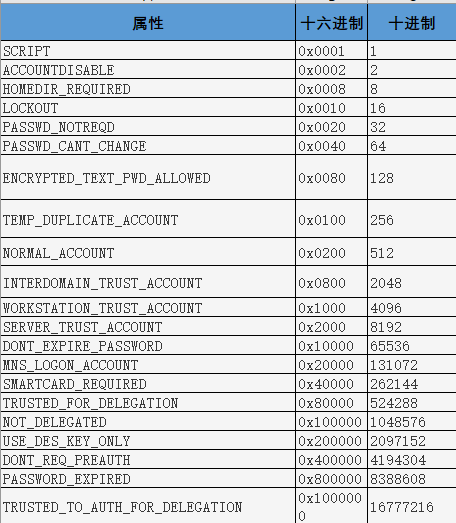 属性 十六进制 十进制
SCRIPT 0x0001 1
ACCOUNTDISABLE 0x0002 2
HOMEDIR_REQUIRED 0x0008 8
LOCKOUT 0x0010 16
PASSWD_NOTREQD 0x0020 32
PASSWD_CANT_CHANGE 0x0040 64
ENCRYPTED_TEXT_PWD_ALLOWED 0x0080 128
TEMP_DUPLICATE_ACCOUNT 0x0100 256
NORMAL_ACCOUNT 0x0200 512
INTERDOMAIN_TRUST_ACCOUNT 0x0800 2048
WORKSTATION_TRUST_ACCOUNT 0x1000 4096
SERVER_TRUST_ACCOUNT 0x2000 8192
DONT_EXPIRE_PASSWORD 0x10000 65536
MNS_LOGON_ACCOUNT 0x20000 131072
SMARTCARD_REQUIRED 0x40000 262144
TRUSTED_FOR_DELEGATION 0x80000 524288
NOT_DELEGATED 0x100000 1048576
USE_DES_KEY_ONLY 0x200000 2097152
DONT_REQ_PREAUTH 0x400000 4194304
PASSWORD_EXPIRED 0x800000 8388608
TRUSTED_TO_AUTH_FOR_DELEGATION 0x100000
0 16777216